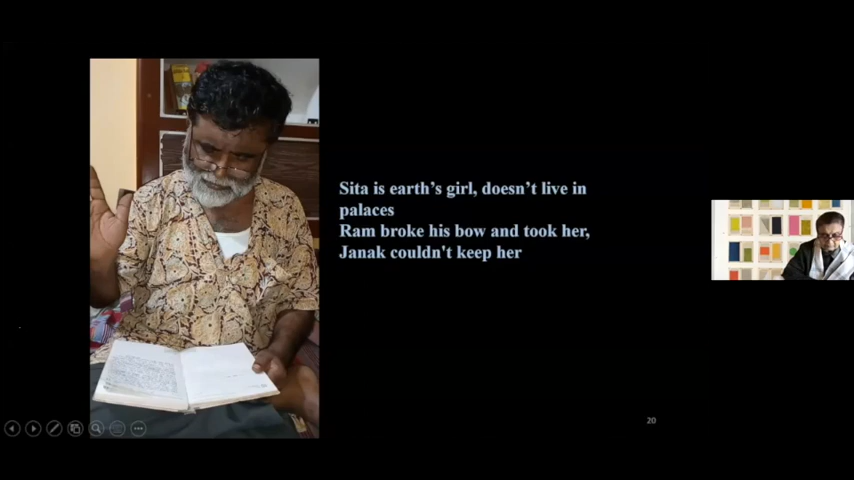 Sita is earth's girl, doesn’t live in
palaces
Ram broke his bow and took her,
Janak couldn't keep her
20